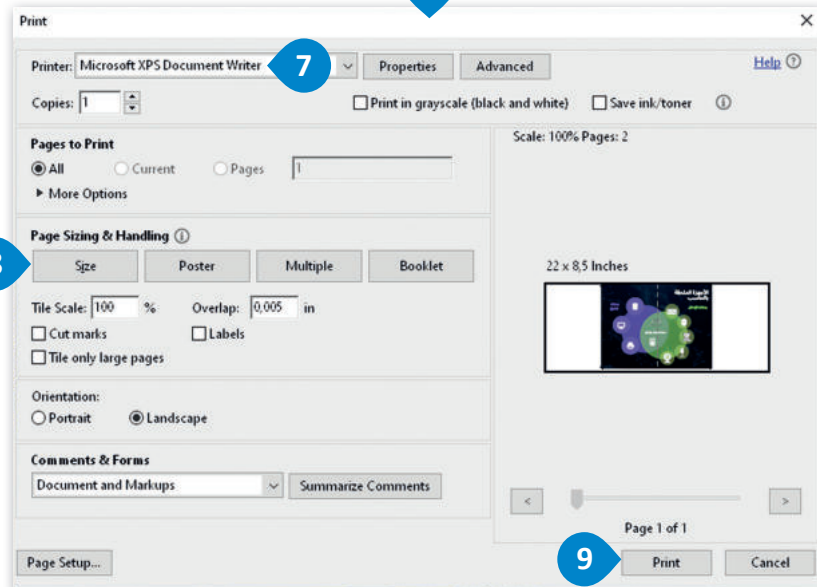 Print
Printer: Microsoft XPS Document Writer 7 Properties Advanced Help
Copies: 1 Print in grayscale (black and white) Save ink/toner
Pages to Print
All Current Pages 1
More Options
Scale: 100% Pages: 2
Page Sizing & Handling
Size Poster Multiple Booklet
Tile Scale: 100 % Overlap: 0,005 in
Cut marks Labels
Tile only large pages
22 x 8,5 Inches
Orientation:
Portrait Landscape
Comments & Forms
Document and Markups Summarize Comments
< >
Page 1 of 1
Page Setup... 9 Print Cancel